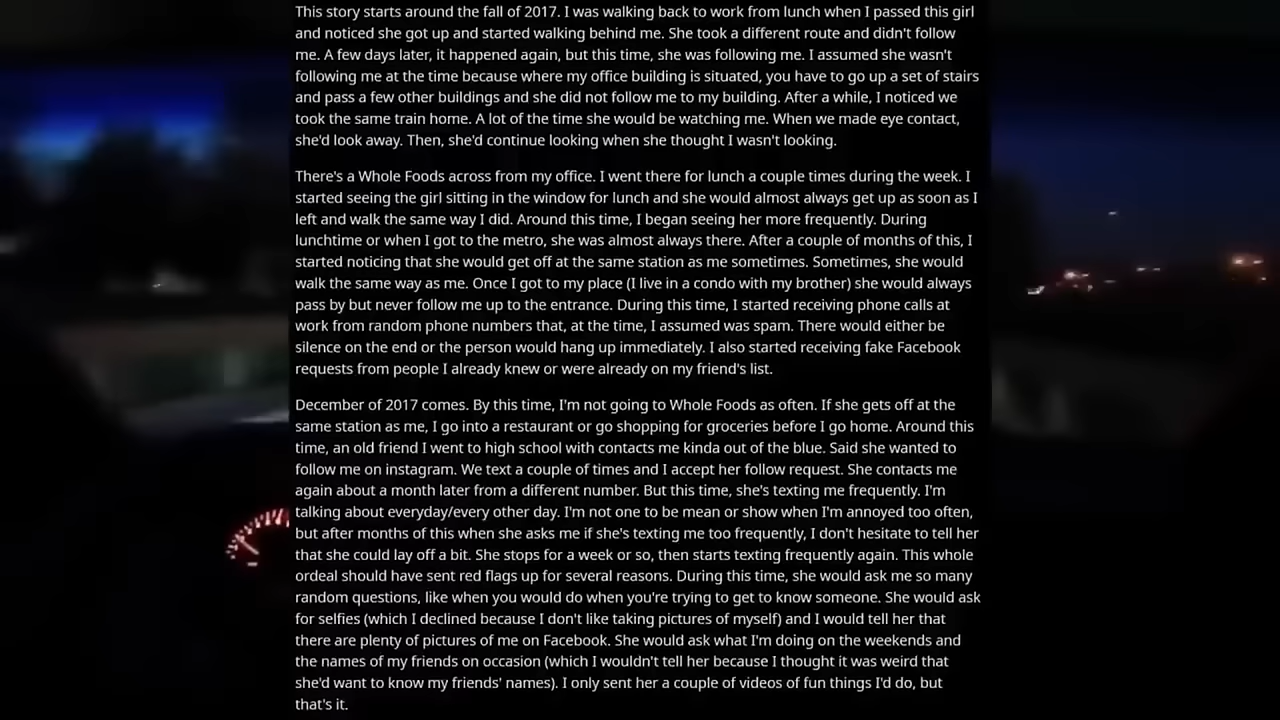 This story starts around the fall of 2017. I was walking back to work from lunch when I passed this girl
and noticed she got up and started walking behind me. She took a different route and didn't follow
me. A few days later, it happened again, but this time, she was following me. I assumed she wasn't
following me at the time because where my office building is situated, you have to go up a set of stairs
and pass a few other buildings and she did not follow me to my building. After a while, I noticed we
took the same train home. A lot of the time she would be watching me. When we made eye contact,
she'd look away. Then, she'd continue looking when she thought I wasn't looking.
There's a Whole Foods across from my office. I went there for lunch a couple times during the week. I
started seeing the girl sitting in the window for lunch and she would almost always get up as soon as I
left and walk the same way I did. Around this time, I began seeing her more frequently. During
lunchtime or when I got to the metro, she was almost always there. After a couple of months of this, I
started noticing that she would get off at the same station as me sometimes. Sometimes, she would
walk the same way as me. Once I got to my place (I live in a condo with my brother) she would always
pass by but never follow me up to the entrance. During this time, I started receiving phone calls at
work from random phone numbers that, at the time, I assumed was spam. There would either be
silence on the end or the person would hang up immediately. I also started receiving fake Facebook
requests from people I already knew or were already on my friend's list.
December of 2017 comes. By this time, I'm not going to Whole Foods as often. If she gets off at the
same station as me, I go into a restaurant or go shopping for groceries before I go home. Around this
time, an old friend I went to high school with contacts me kinda out of the blue. Said she wanted to
follow me on instagram. We text a couple of times and I accept her follow request. She contacts me
again about a month later from a different number. But this time, she's texting me frequently. I'm
talking about everyday/every other day. I'm not one to be mean or show when I'm annoyed too often,
but after months of this when she asks me if she's texting me too frequently, I don't hesitate to tell her
that she could lay off a bit. She stops for a week or so, then starts texting frequently again. This whole
ordeal should have sent red flags up for several reasons. During this time, she would ask me so many
random questions, like when you would do when you're trying to get to know someone. She would ask
for selfies (which I declined because I don't like taking pictures of myself) and I would tell her that
there are plenty of pictures of me on Facebook. She would ask what I'm doing on the weekends and
the names of my friends on occasion (which I wouldn't tell her because I thought it was weird that
she'd want to know my friends' names). I only sent her a couple of videos of fun things I'd do, but
that's it.